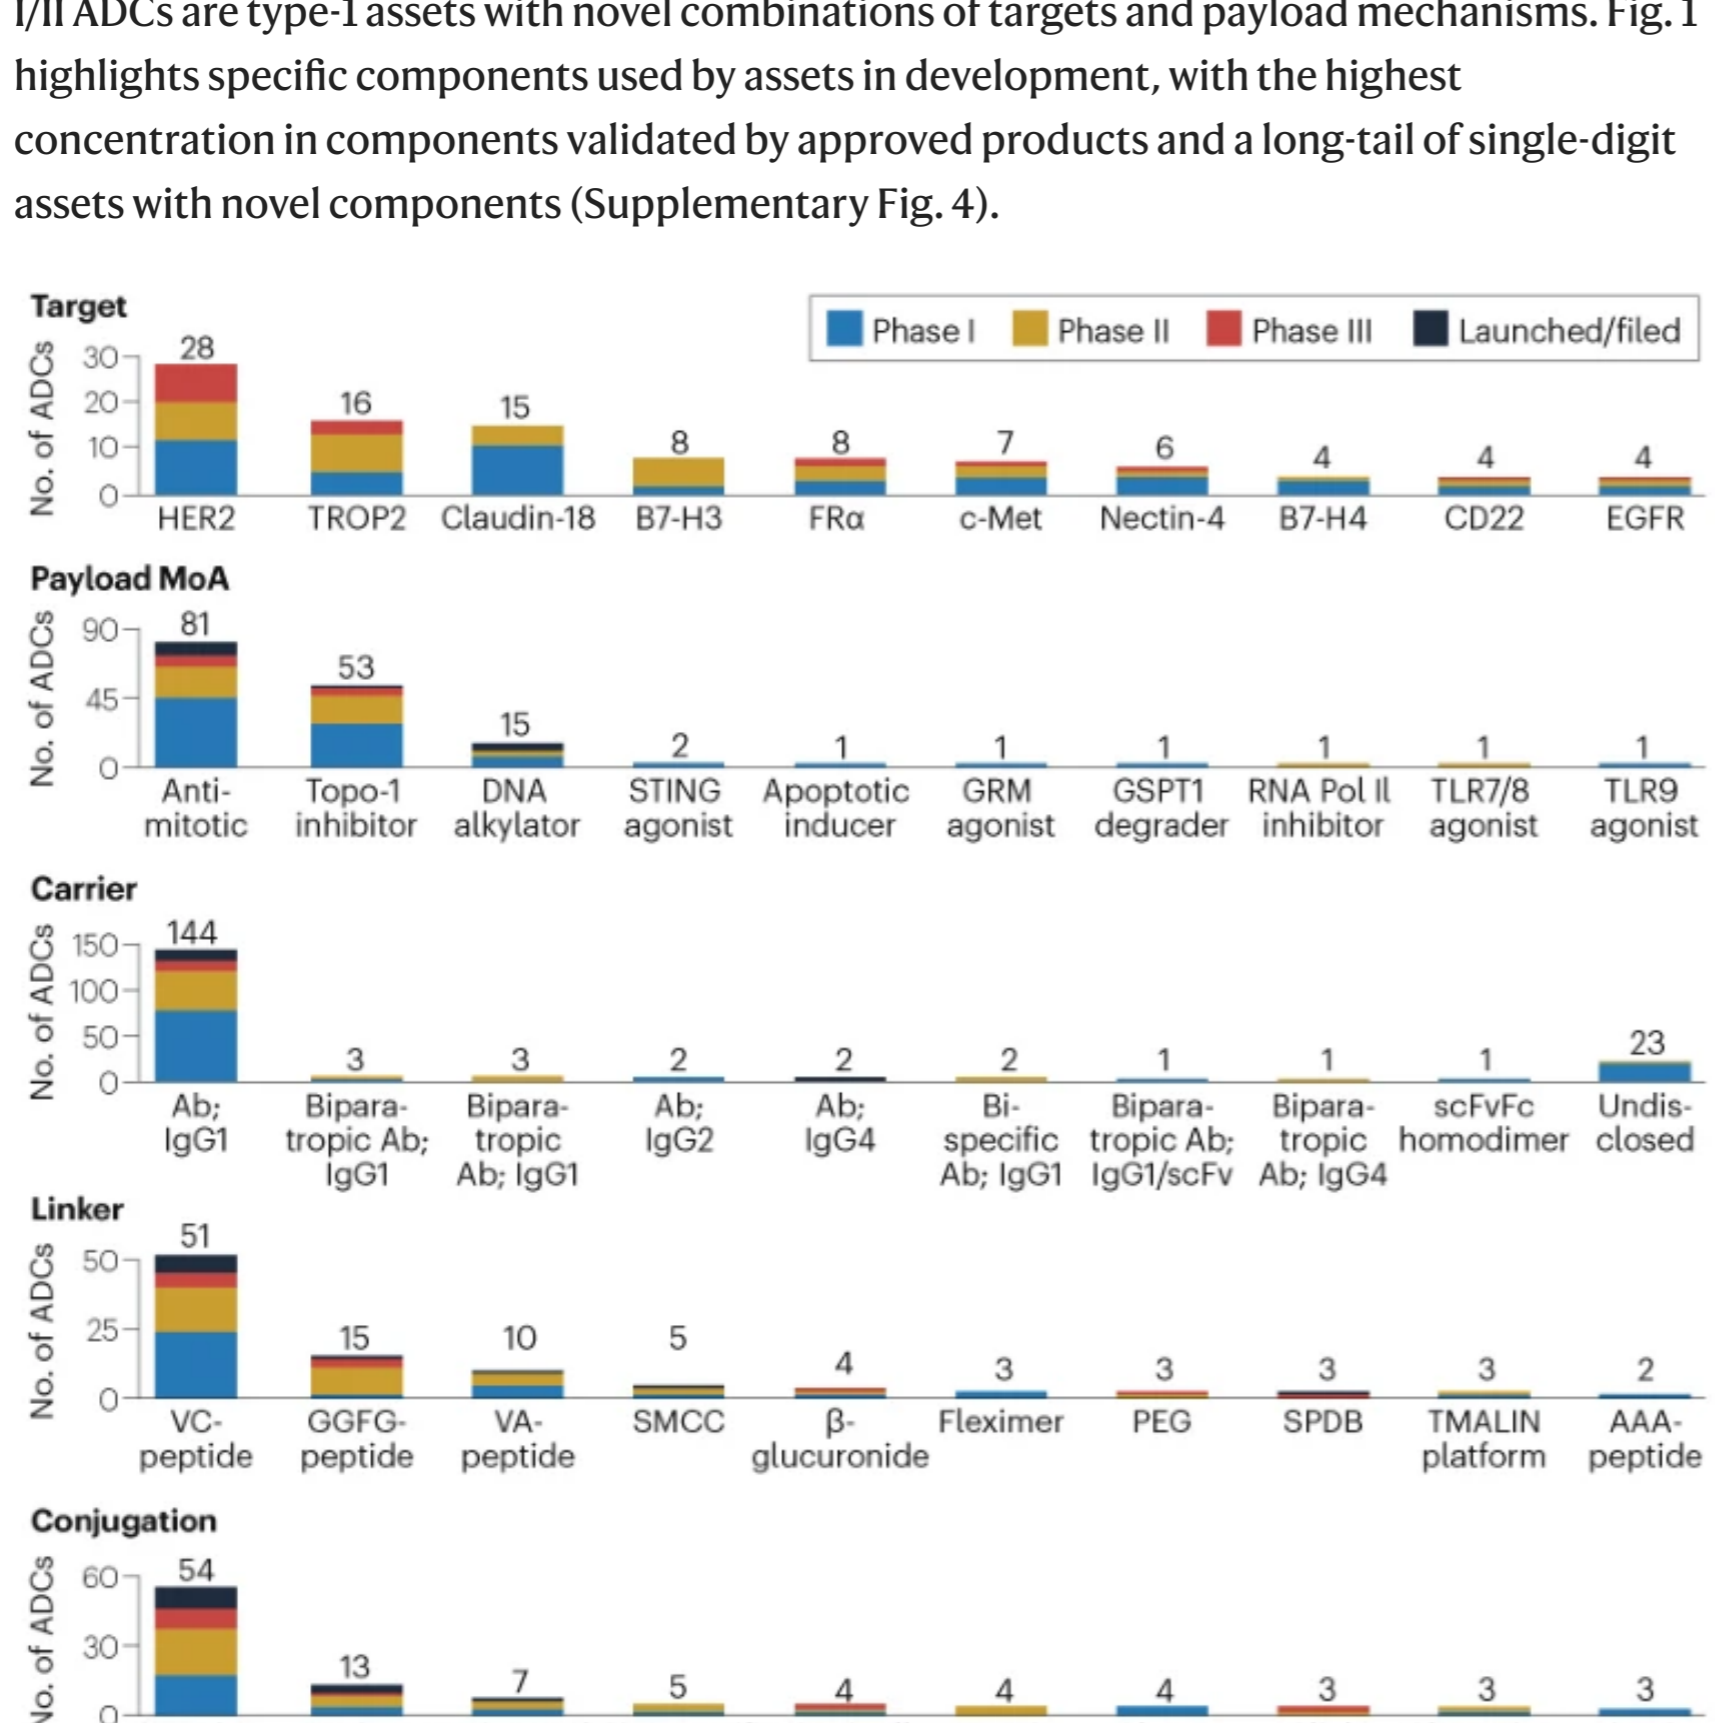 I/II ADCs are type-1 assets with novel combinations of targets and payload mechanisms. Fig. 1
highlights specific components used by assets in development, with the highest
concentration in components validated by approved products and a long-tail of single-digit
assets with novel components (Supplementary Fig. 4).
Target
Phase I Phase II Phase III Launched/filed
No. of ADCs
30
20
10
0
28 16 15 8 8 7 6 4 4 4
HER2 TROP2 Claudin-18 B7-H3 FRα c-Met Nectin-4 B7-H4 CD22 EGFR
Payload MoA
No. of ADCs
90
45
0
81 53 15 2 1 1 1 1 1 1
Anti- Topo-1 DNA STING Apoptotic GRM GSPT1 RNA Pol Il TLR7/8 TLR9
mitotic inhibitor alkylator agonist inducer agonist degrader inhibitor agonist agonist
Carrier
No. of ADCs
150
100
50
0
144 3 3 2 2 2 1 1 1 23
Ab; Bipara- Bipara- Ab; Ab; Bi- Bipara- Bipara- scFvFc Undis-
IgG1 tropic Ab; tropic IgG2 IgG4 specific tropic Ab; tropic homodimer closed
IgG1 Ab; IgG1 Ab; IgG1 IgG1/scFv Ab; IgG4
Linker
No. of ADCs
50
25
0
51 15 10 5 4 3 3 3 3 2
VC- GGFG- VA- SMCC β- Fleximer PEG SPDB TMALIN AAA-
peptide peptide peptide glucuronide platform peptide
Conjugation
No. of ADCs
60
30
0
54 13 7 5 4 4 4 3 3 3